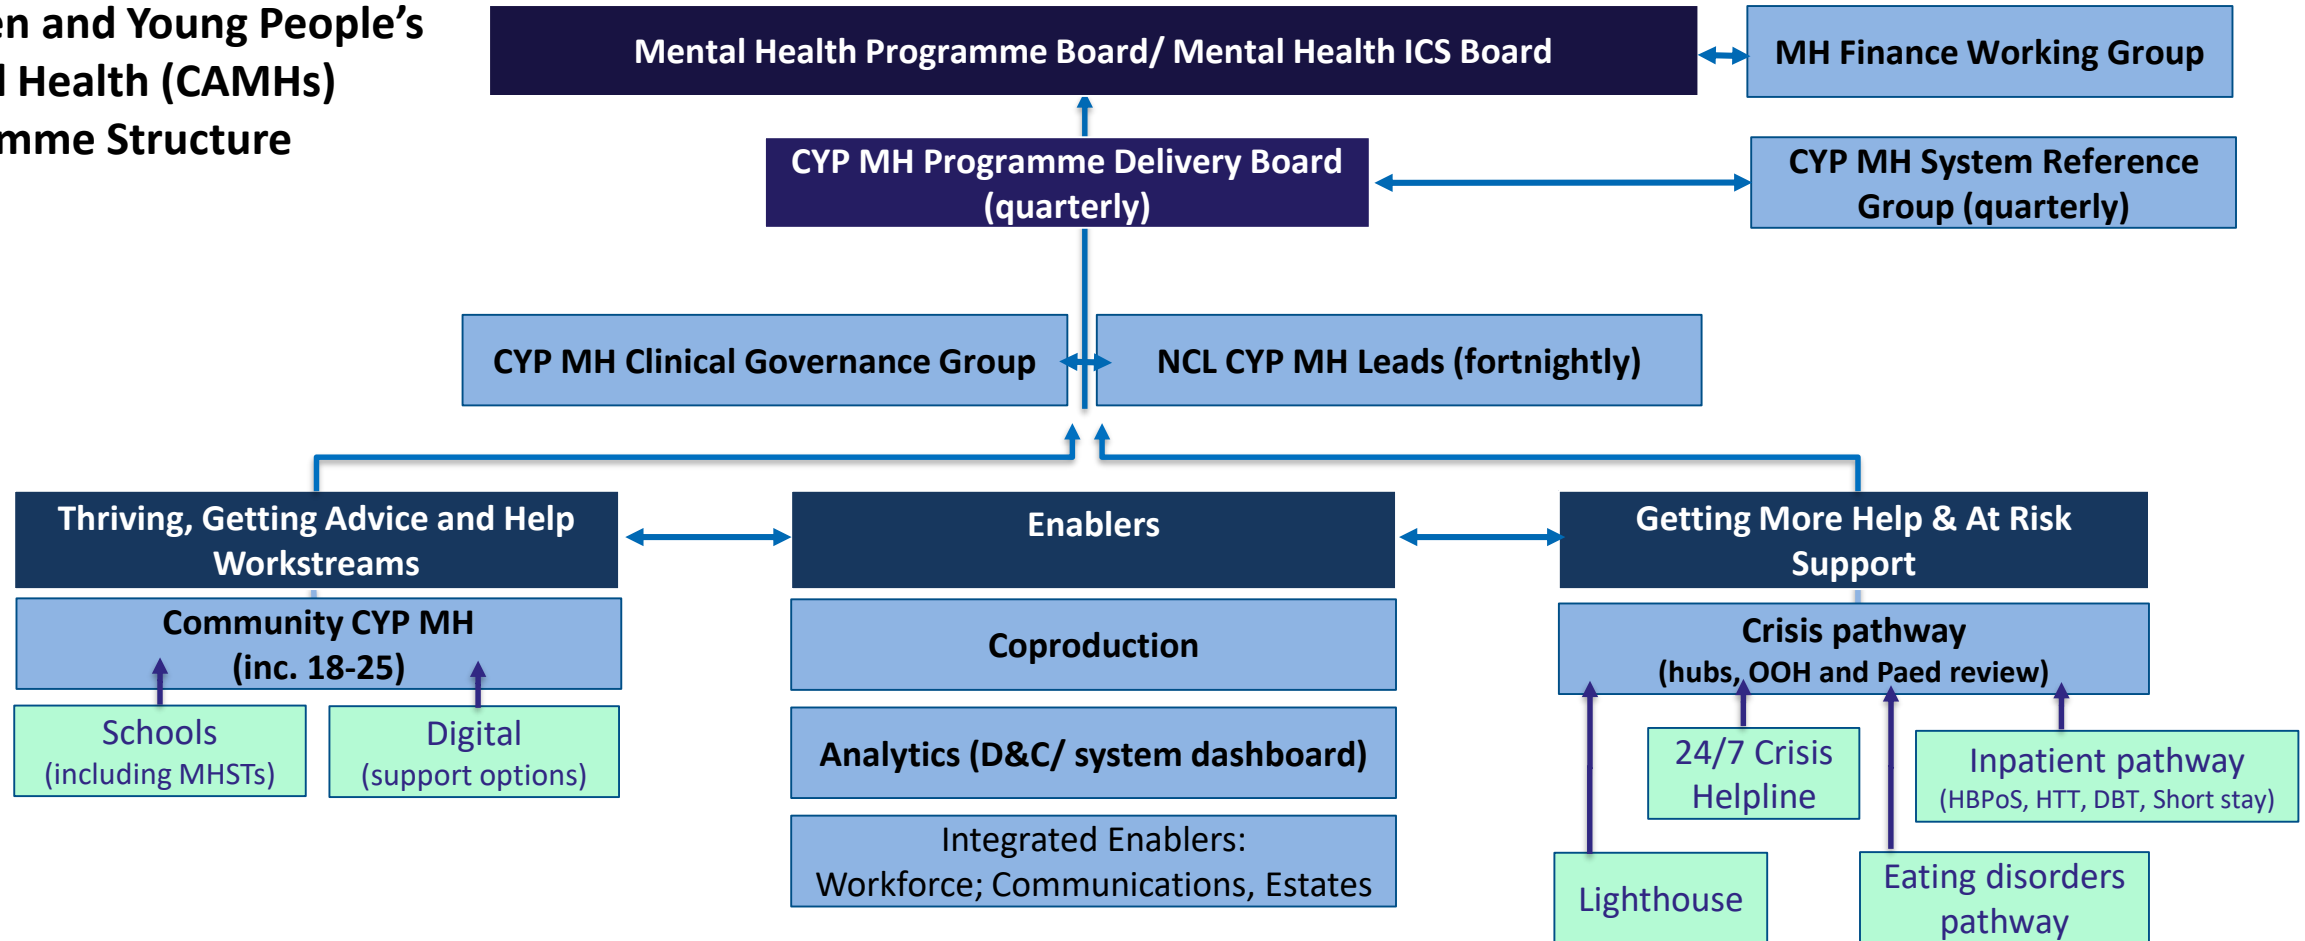 and Young People's
Health (CAMHs)
Structure
Mental Health Programme Board/ Mental Health ICS Board
MH Finance Working Group
CYP MH Programme Delivery Board
(quarterly)
CYP MH System Reference
Group (quarterly)
CYP MH Clinical Governance Group
NCL CYP MH Leads (fortnightly)
Thriving, Getting Advice and Help
Workstreams
Enablers
Getting More Help & At Risk
Support
Community CYP MH
(inc. 18-25)
Coproduction
Crisis pathway
(hubs, OOH and Paed review)
Schools
(including MHSTs)
Digital
(support options)
Analytics (D&C/ system dashboard)
24/7 Crisis
Helpline
Inpatient pathway
(HBPoS, HTT, DBT, Short stay)
Integrated Enablers:
Workforce; Communications, Estates
Lighthouse
Eating disorders
pathway